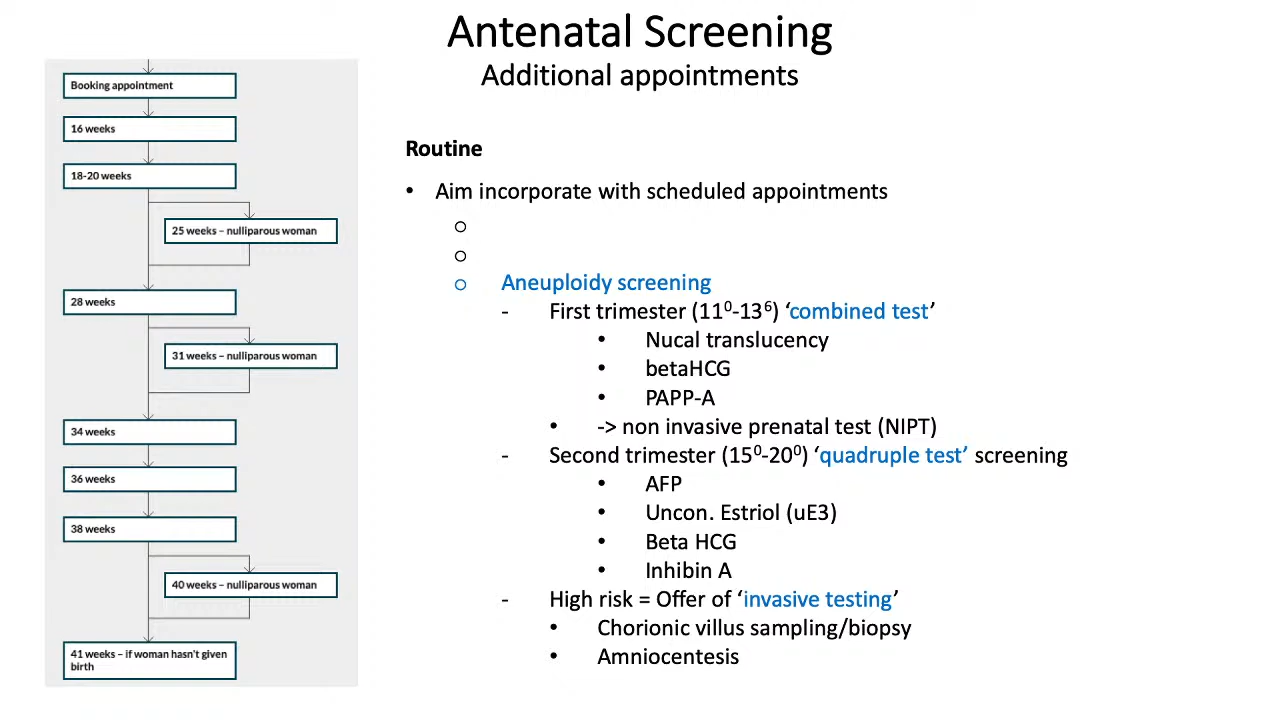 Antenatal Screening
Additional appointments
Booking appointment
16 weeks
18-20 weeks
25 weeks – nulliparous woman
28 weeks
31 weeks – nulliparous woman
34 weeks
36 weeks
38 weeks
40 weeks – nulliparous woman
41 weeks – if woman hasn't given
birth
Routine
• Aim incorporate with scheduled appointments
○
○
○ Aneuploidy screening
- First trimester (11⁰-13⁶) ‘combined test’
• Nucal translucency
• betaHCG
• PAPP-A
• -> non invasive prenatal test (NIPT)
- Second trimester (15⁰-20⁰) ‘quadruple test’ screening
• AFP
• Uncon. Estriol (uE3)
• Beta HCG
• Inhibin A
- High risk = Offer of ‘invasive testing’
• Chorionic villus sampling/biopsy
• Amniocentesis